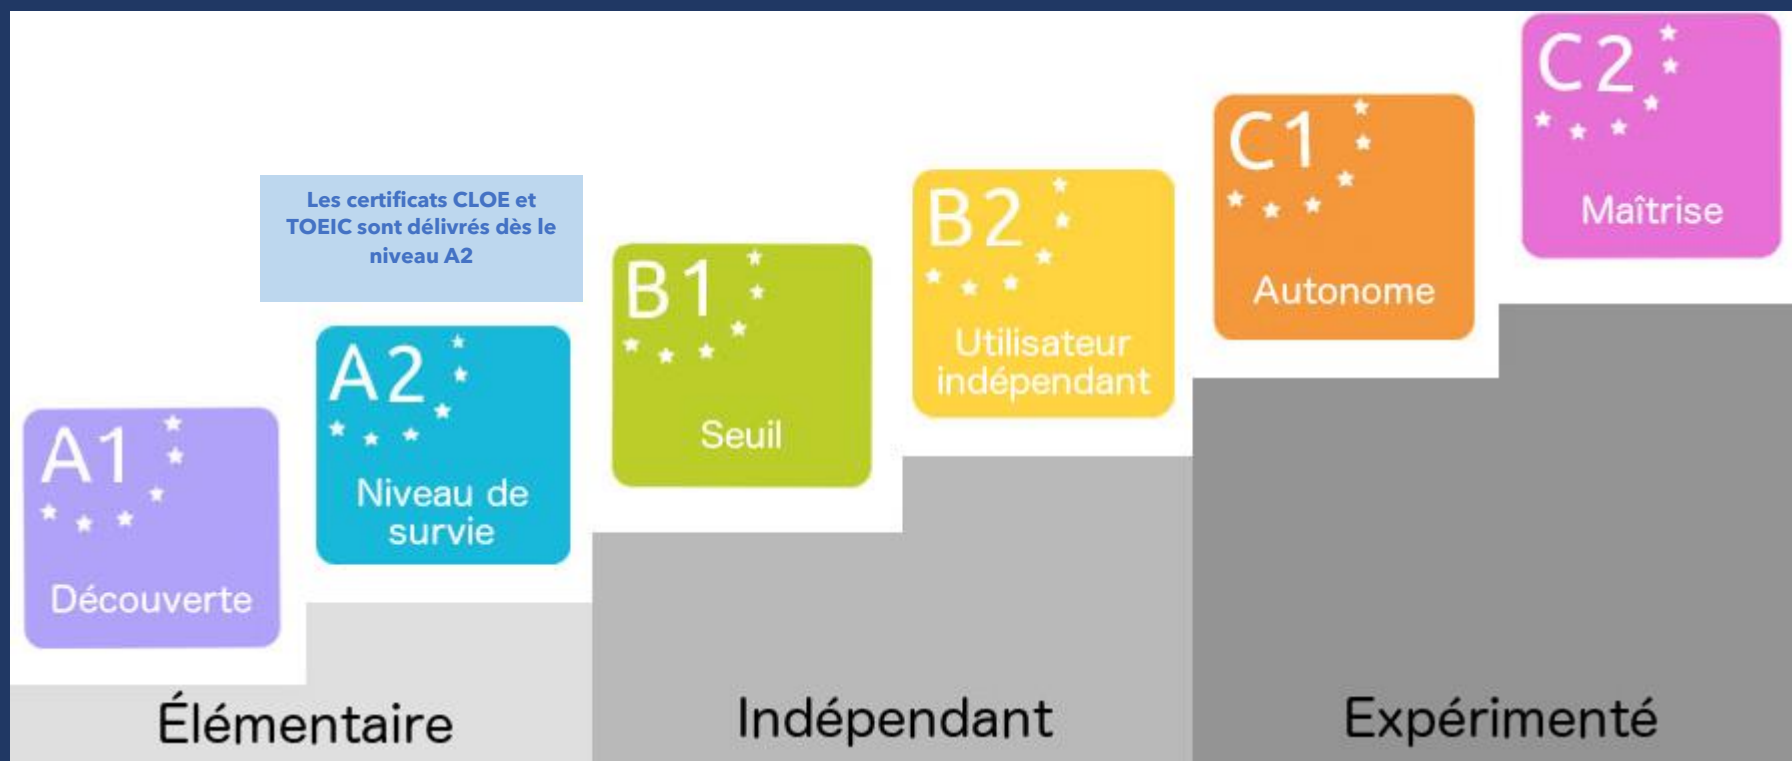 Les certificats CLOE et
TOEIC sont délivrés dès le
niveau A2
A1
Découverte
A2
Niveau de
survie
B1
Seuil
B2
Utilisateur
indépendant
C1
Autonome
C2
Maîtrise
Élémentaire
Indépendant
Expérimenté